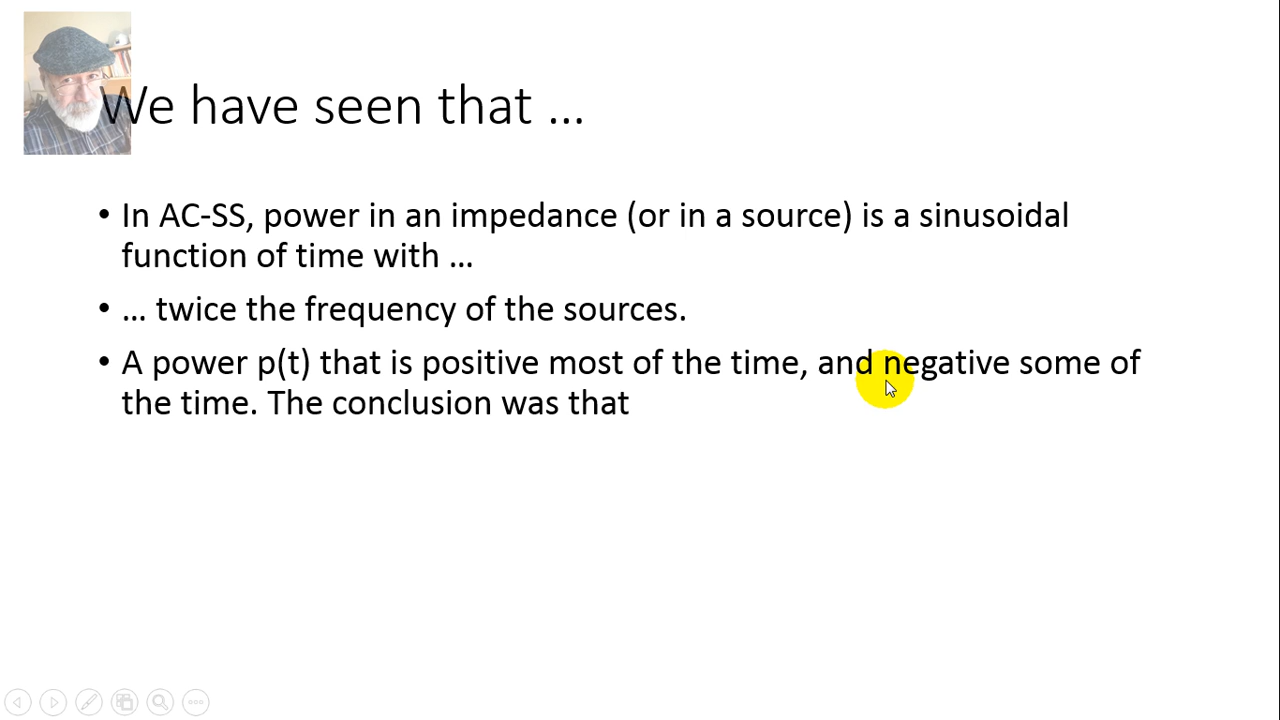 We have seen that ...
• In AC-SS, power in an impedance (or in a source) is a sinusoidal
function of time with ...
• ... twice the frequency of the sources.
• A power p(t) that is positive most of the time, and negative some of
the time. The conclusion was that